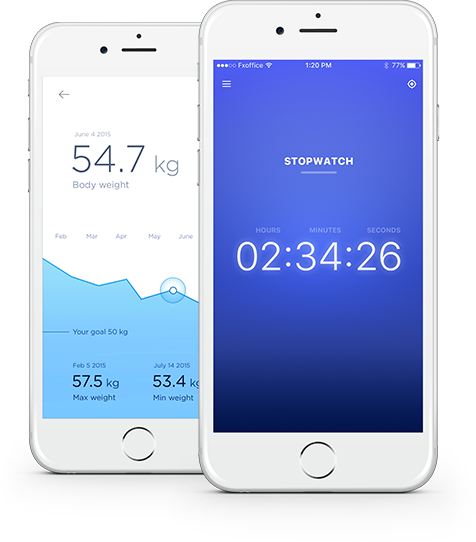 June 4 2015
54.7 kg
Body weight
Feb Mar Apr May June
Your goal 50 kg
Feb 5 2015 July 14 2015
57.5 kg 53.4 kg
Max weight Min weight
Fxoffice 1:20 PM 77%
STOPWATCH
HOURS MINUTES SECONDS
02:34:26